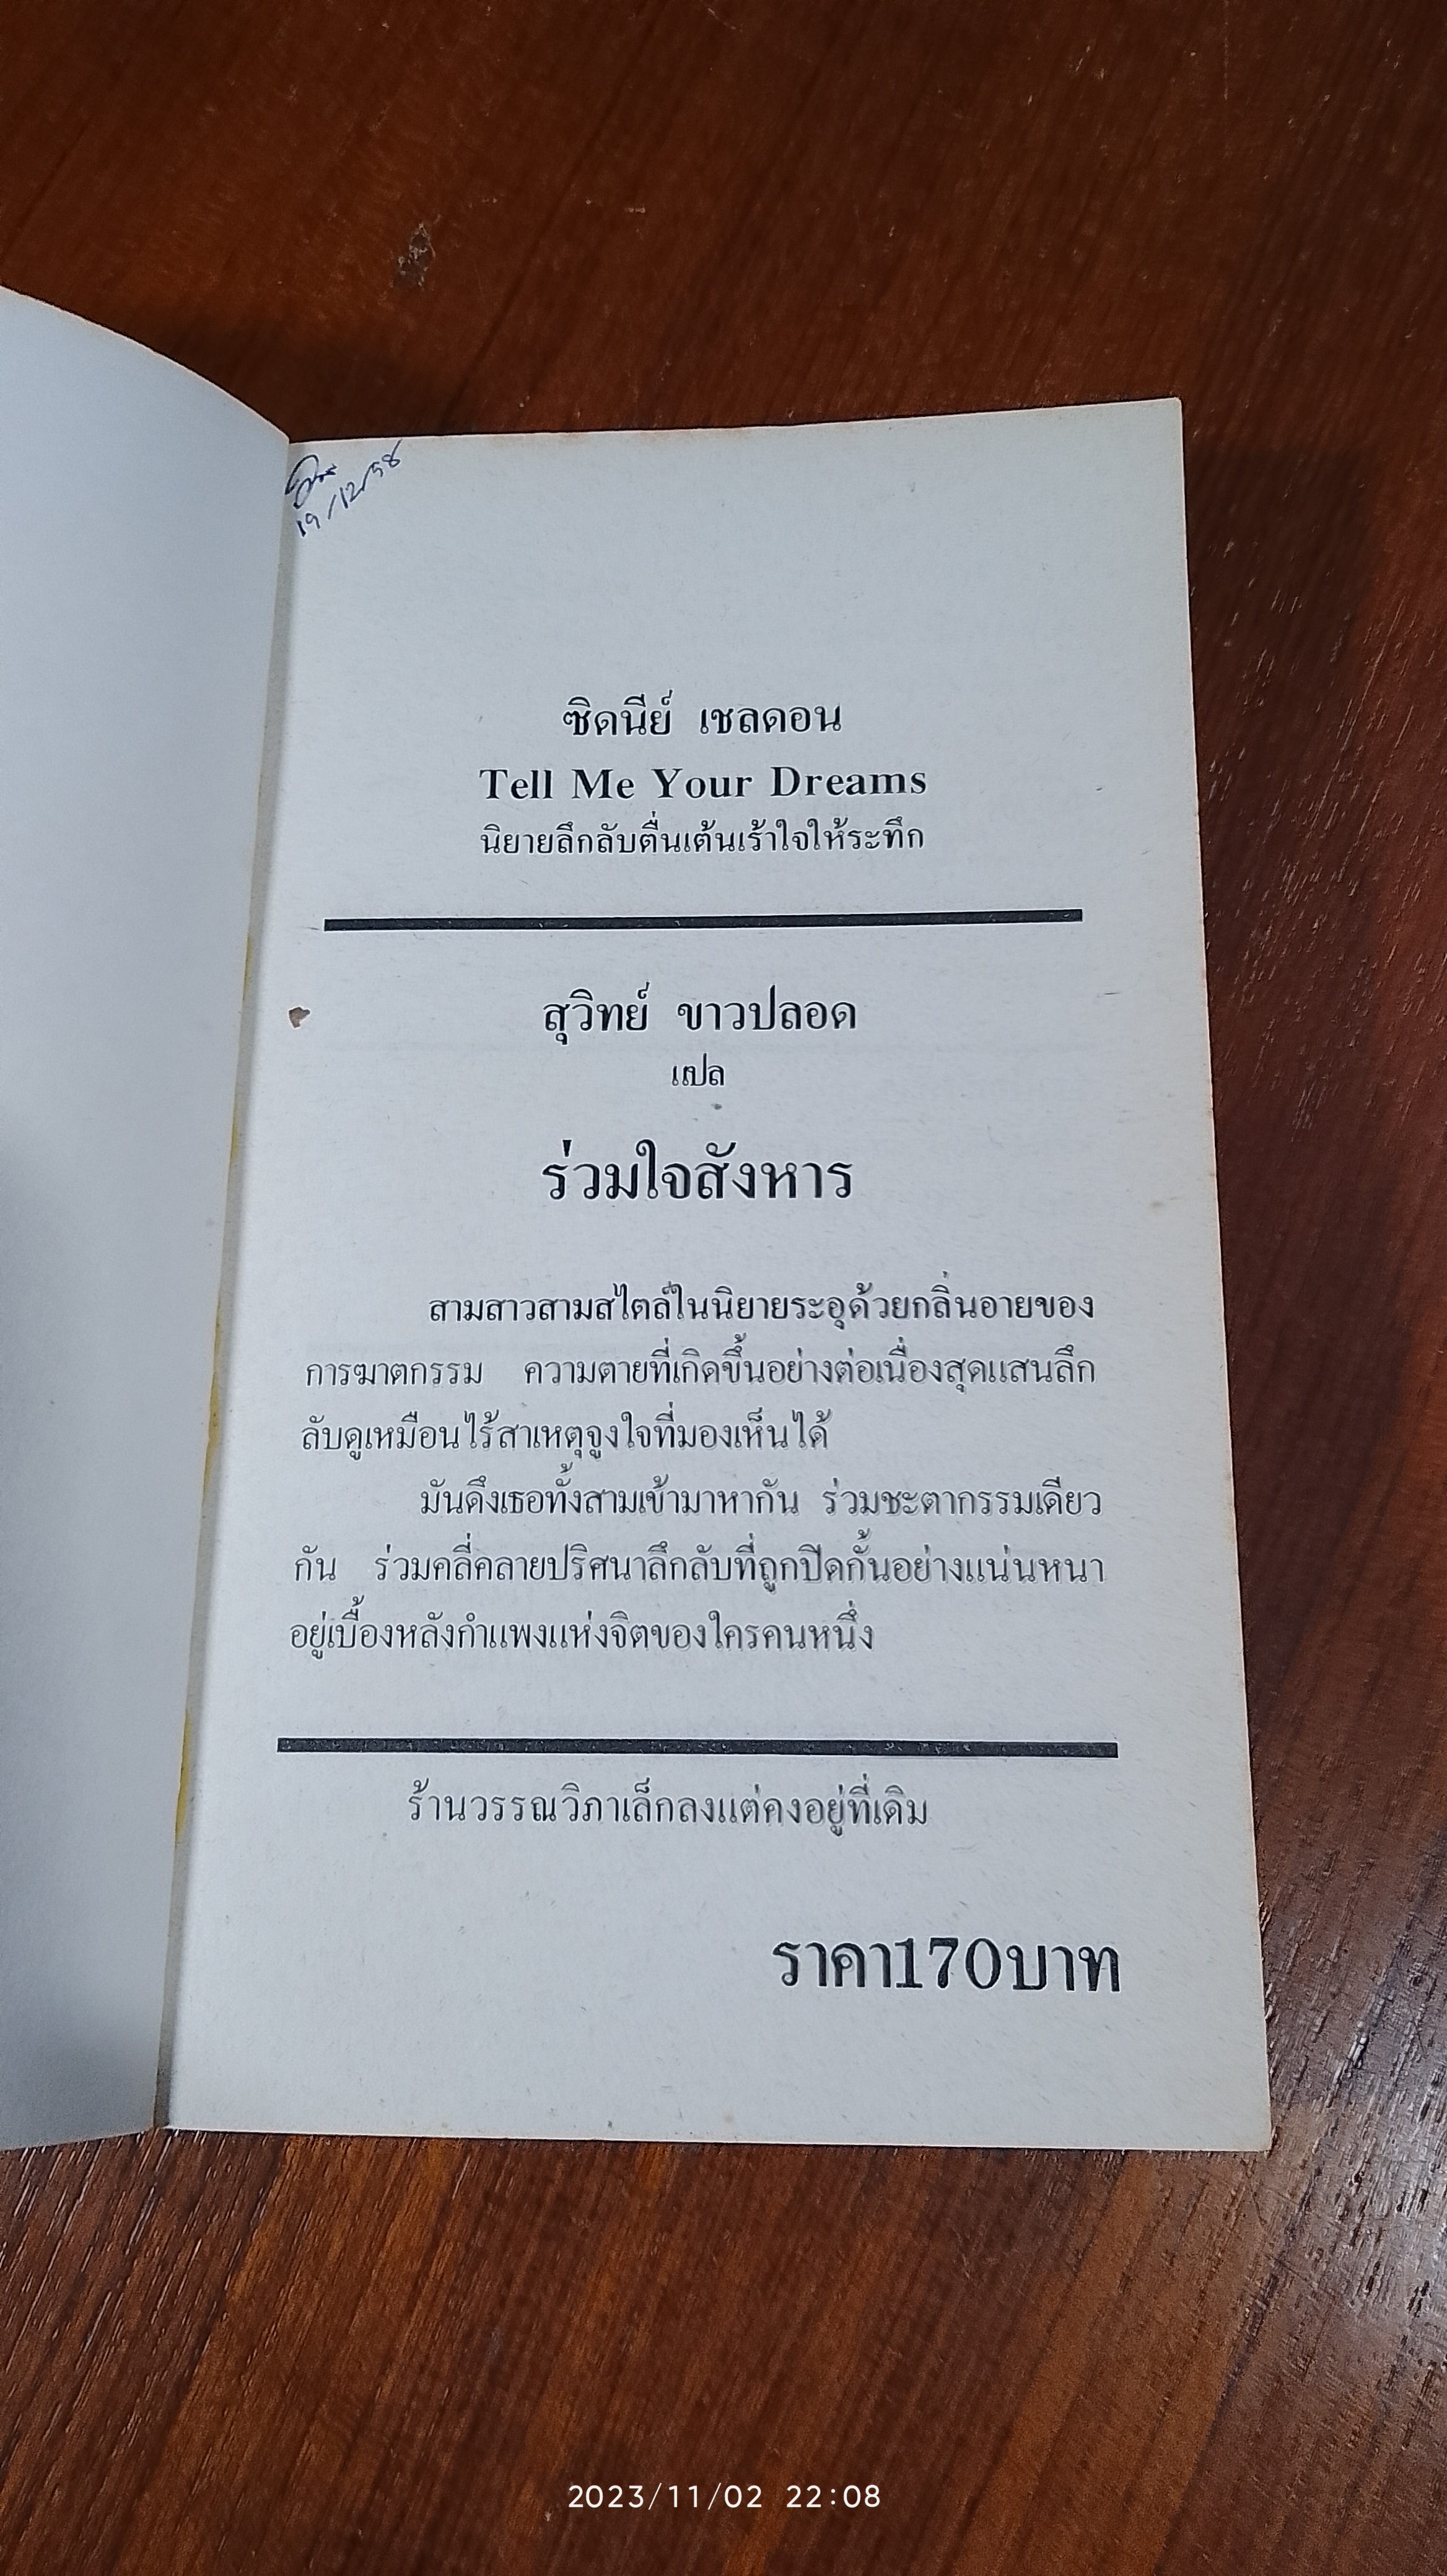 19/12/98
ซิดนีย์ เชลดอน
Tell Me Your Dreams
นิยายลึกลับตื่นเต้นเร้าใจให้ระทึก
สุวิทย์ ขาวปลอด
แปล
ร่วมใจสังหาร
สามสาวสามสไตล์ในนิยายระอุด้วยกลิ่นอายของ
การฆาตกรรม ความตายที่เกิดขึ้นอย่างต่อเนื่องสุดแสนลึก
ลับดูเหมือนไร้สาเหตุจูงใจที่มองเห็นได้
มันดึงเธอทั้งสามเข้ามาหากัน ร่วมชะตากรรมเดียว
กัน ร่วมคลี่คลายปริศนาลึกลับที่ถูกปิดกั้นอย่างแน่นหนา
อยู่เบื้องหลังกำแพงแห่งจิตของใครคนหนึ่ง
ร้านวรรณวิภาเล็กลงแต่คงอยู่ที่เดิม
ราคา170บาท
2023/11/02 22:08